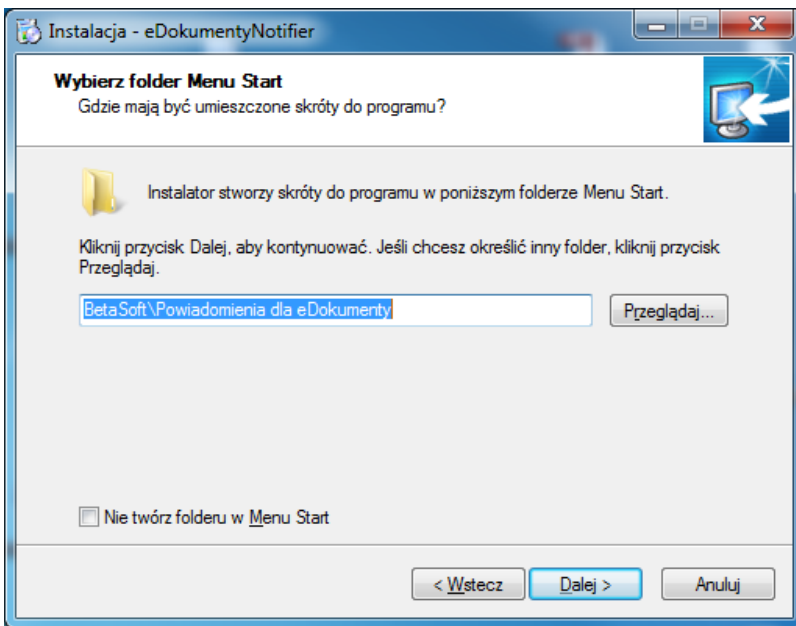 Instalacja - eDokumentyNotifier
Wybierz folder Menu Start
Gdzie mają być umieszczone skróty do programu?
Instalator stworzy skróty do programu w poniższym folderze Menu Start.
Kliknij przycisk Dalej, aby kontynuować. Jeśli chcesz określić inny folder, kliknij przycisk
Przeglądaj.
BetaSoft\Powiadomienia dla eDokumenty
Przeglądaj...
Nie twórz folderu w Menu Start
< Wstecz
Dalej >
Anuluj